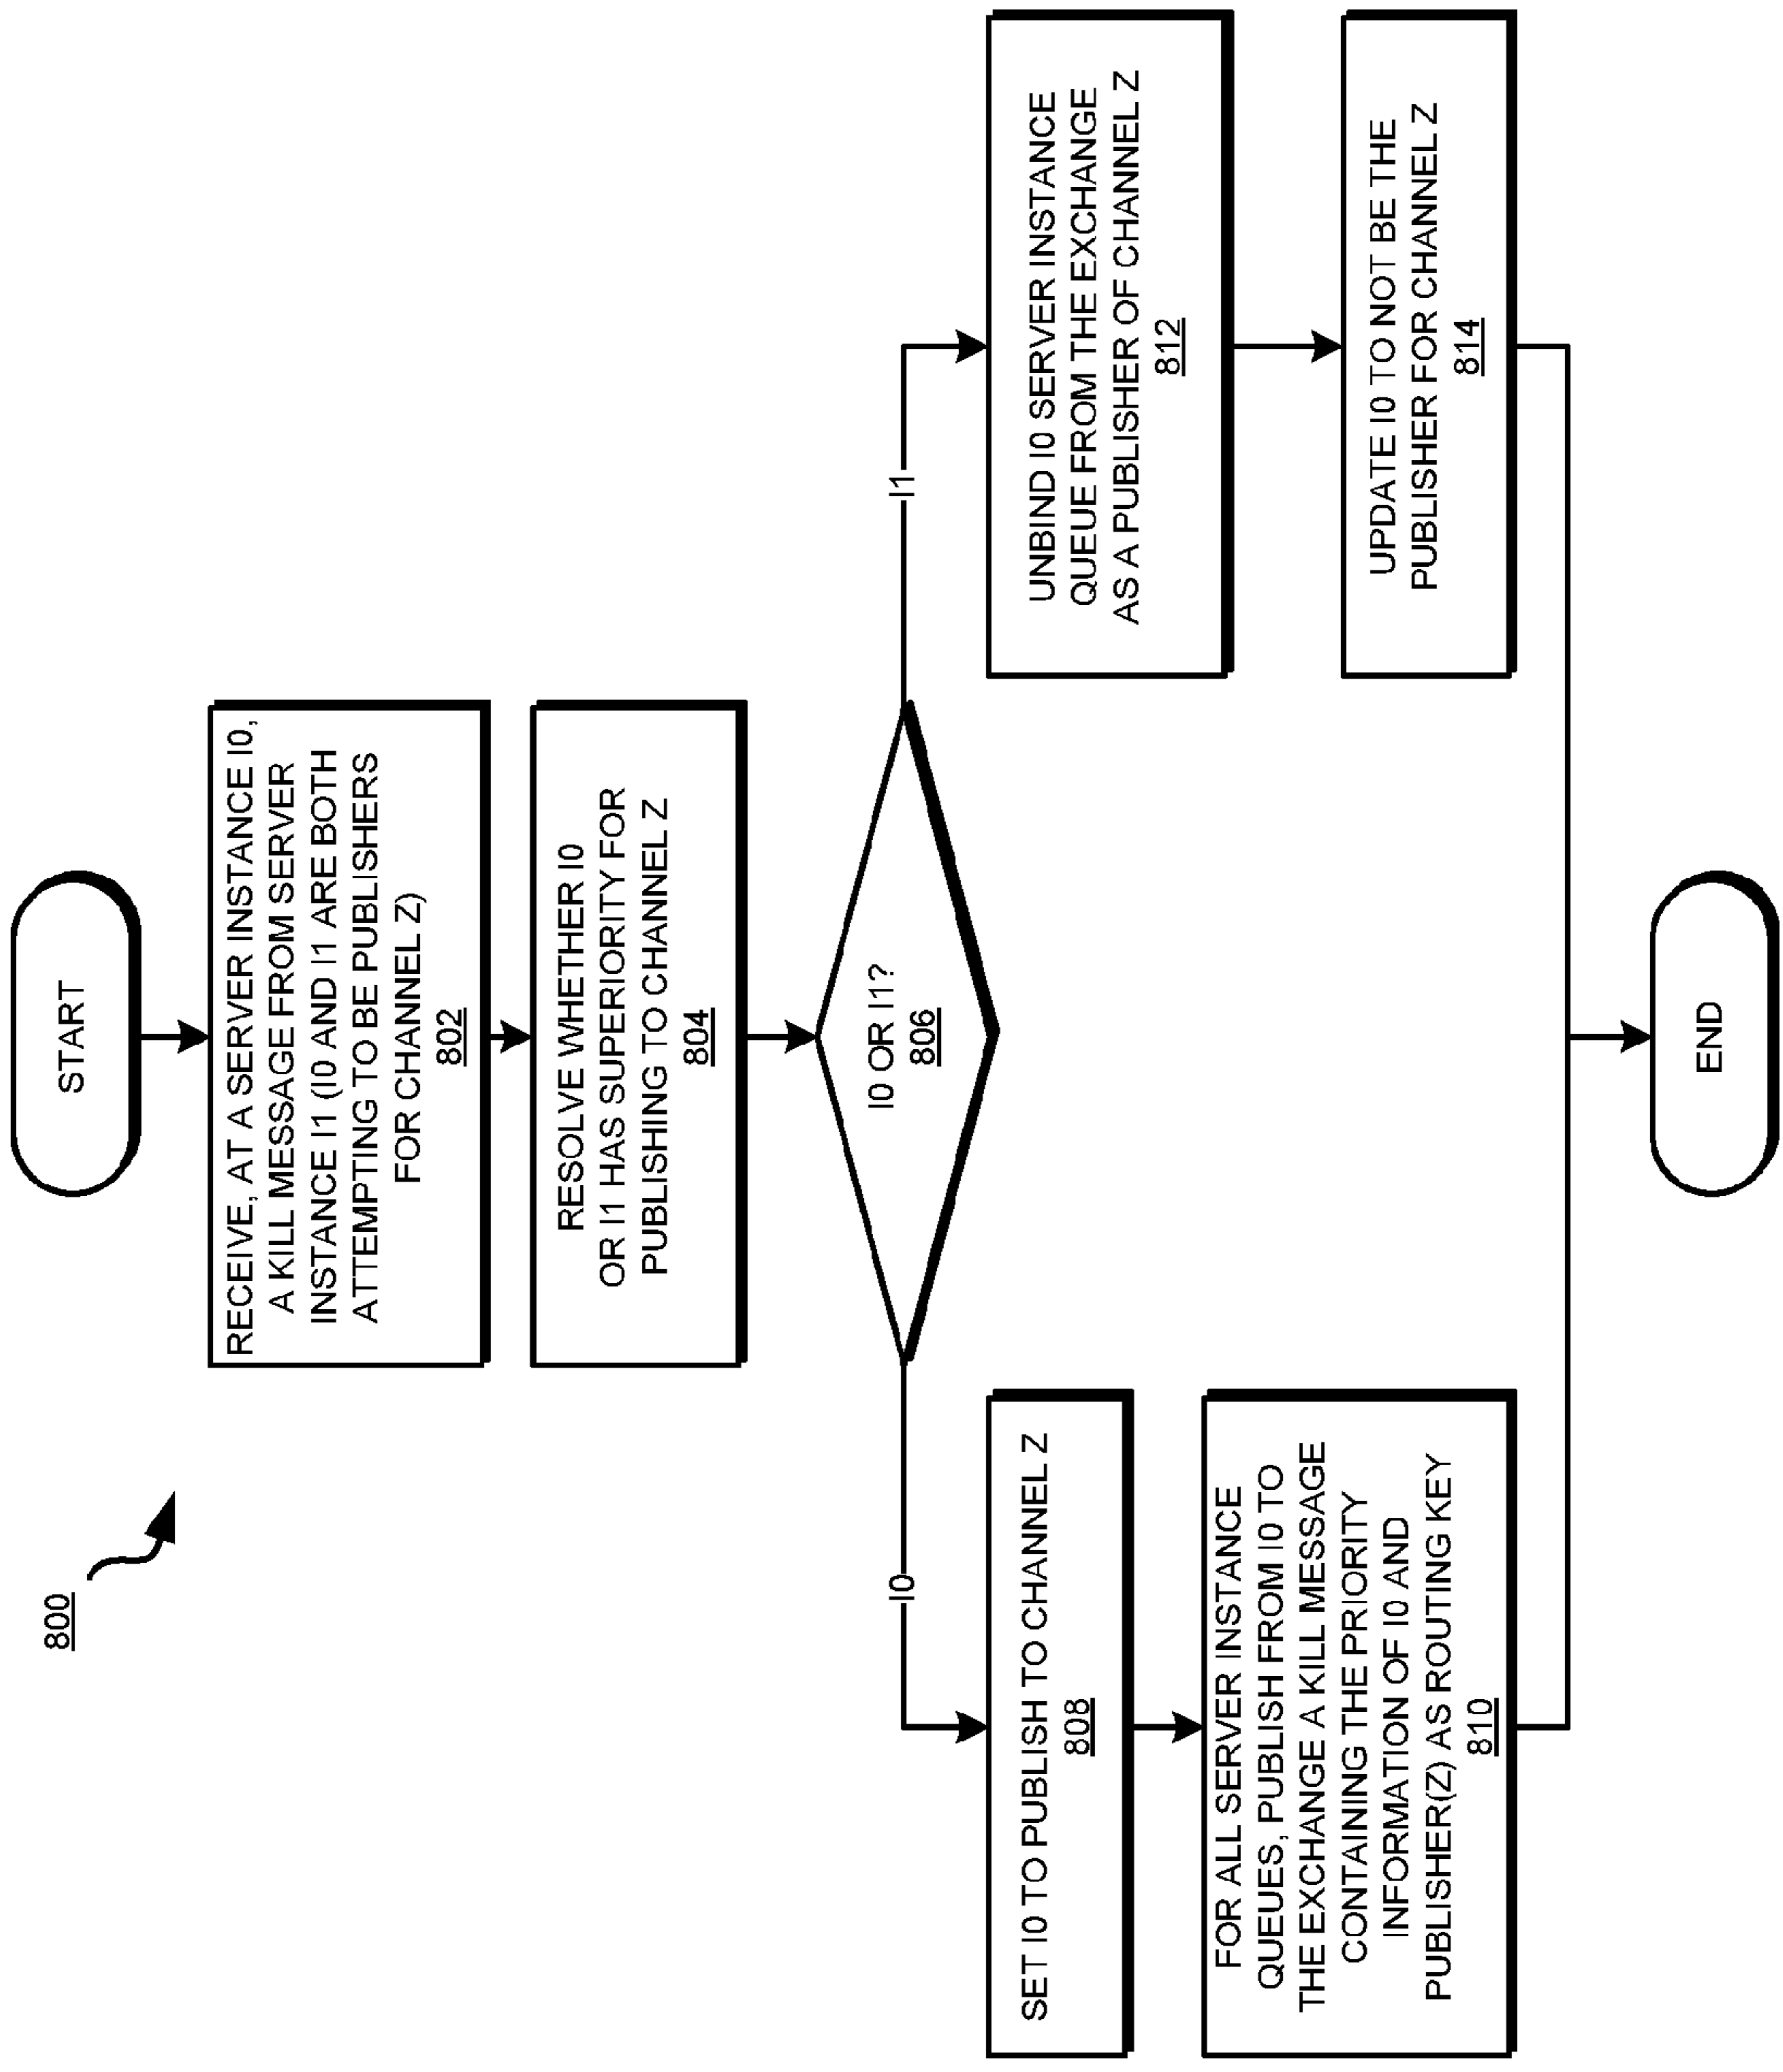 800
START
RECEIVE, AT A SERVER INSTANCE I0,
A KILL MESSAGE FROM SERVER
INSTANCE I1 (I0 AND I1 ARE BOTH
ATTEMPTING TO BE PUBLISHERS
FOR CHANNEL Z)
802
RESOLVE WHETHER I0
OR I1 HAS SUPERIORITY FOR
PUBLISHING TO CHANNEL Z
804
I0 OR I1?
806
I0
SET I0 TO PUBLISH TO CHANNEL Z
808
FOR ALL SERVER INSTANCE
QUEUES, PUBLISH FROM I0 TO
THE EXCHANGE A KILL MESSAGE
CONTAINING THE PRIORITY
INFORMATION OF I0 AND
PUBLISHER(Z) AS ROUTING KEY
810
I1
UNBIND I0 SERVER INSTANCE
QUEUE FROM THE EXCHANGE
AS A PUBLISHER OF CHANNEL Z
812
UPDATE I0 TO NOT BE THE
PUBLISHER FOR CHANNEL Z
814
END